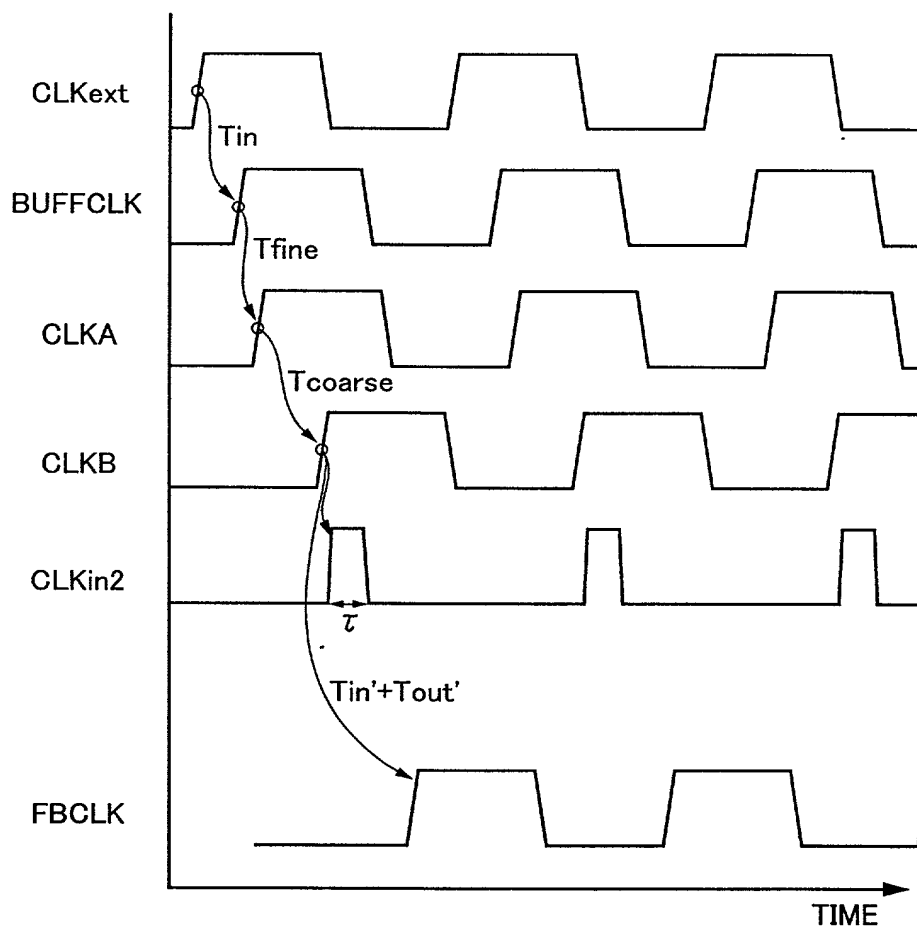 CLKext
Tin
BUFFCLK
Tfine
CLKA
Tcoarse
CLKB
CLKin2
τ
Tin'+Tout'
FBCLK
TIME